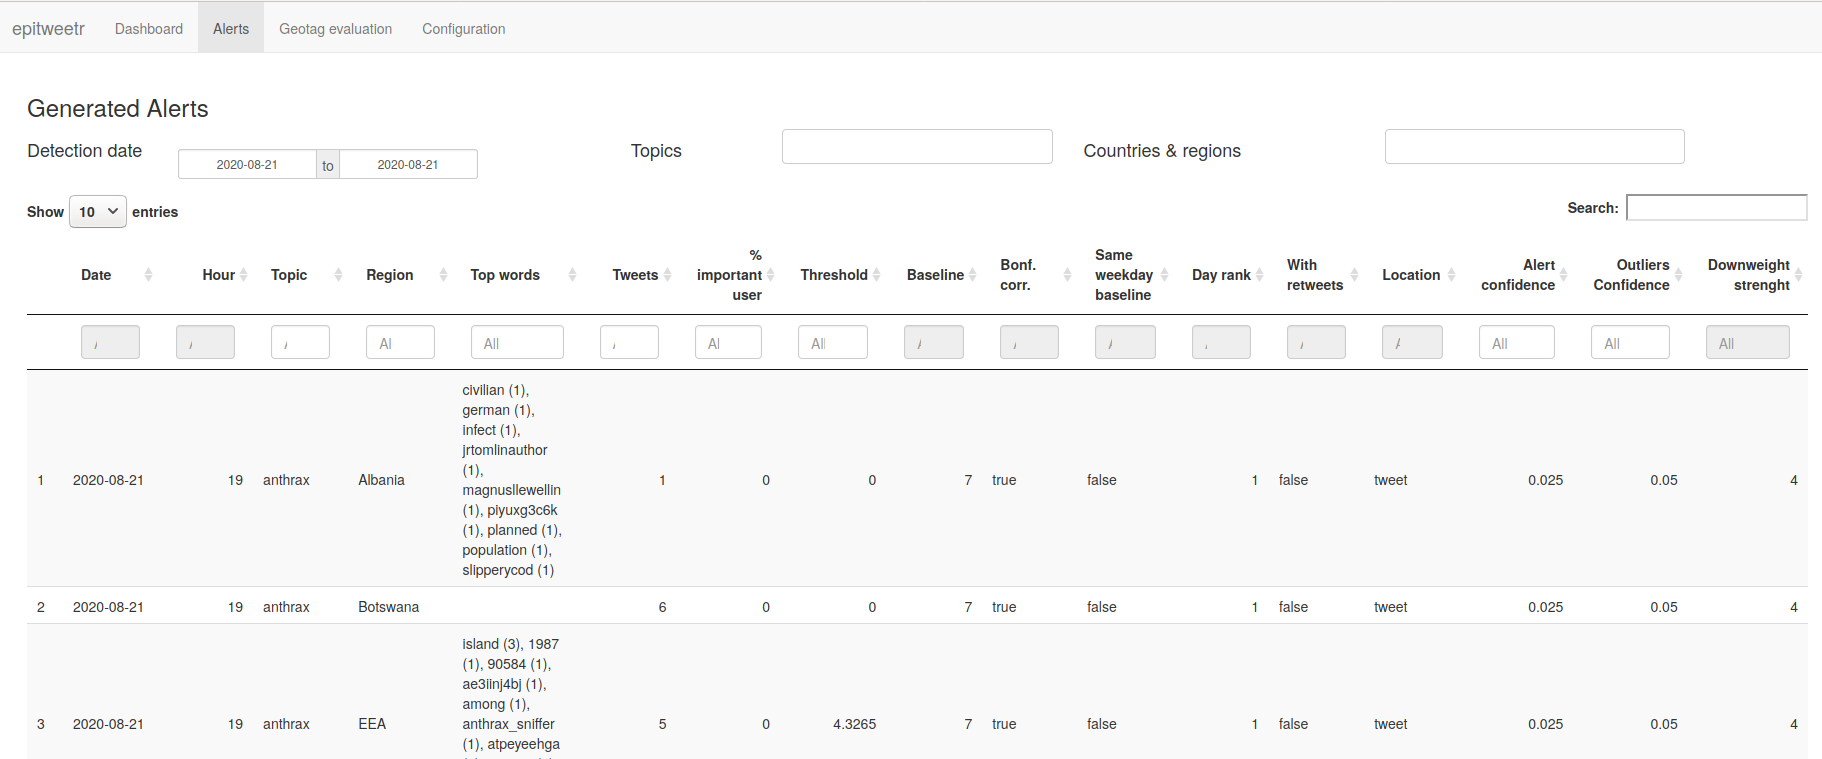 epitweetr Dashboard Alerts Geotag evaluation Configuration
Generated Alerts
Detection date 2020-08-21 to 2020-08-21 Topics Countries & regions
Show 10 entries Search:
Date Hour Topic Region Top words Tweets % important user Threshold Baseline Bonf. corr. Same weekday baseline Day rank With retweets Location Alert confidence Outliers Confidence Downweight strenght
Al All Al All All All All
civilian (1),
german (1),
infect (1),
jrtomlinauthor
(1),
1 2020-08-21 19 anthrax Albania 1 0 0 7 true false 1 false tweet 0.025 0.05 4
magnusllewellin
(1), piyuxg3c6k
(1), planned (1),
population (1),
slipperycod (1)
2 2020-08-21 19 anthrax Botswana 6 0 0 7 true false 1 false tweet 0.025 0.05 4
island (3), 1987
(1), 90584 (1),
ae3iinj4bj (1),
among (1),
3 2020-08-21 19 anthrax EEA anthrax_sniffer 5 0 4.3265 7 true false 1 false tweet 0.025 0.05 4
(1), atpeyeehga